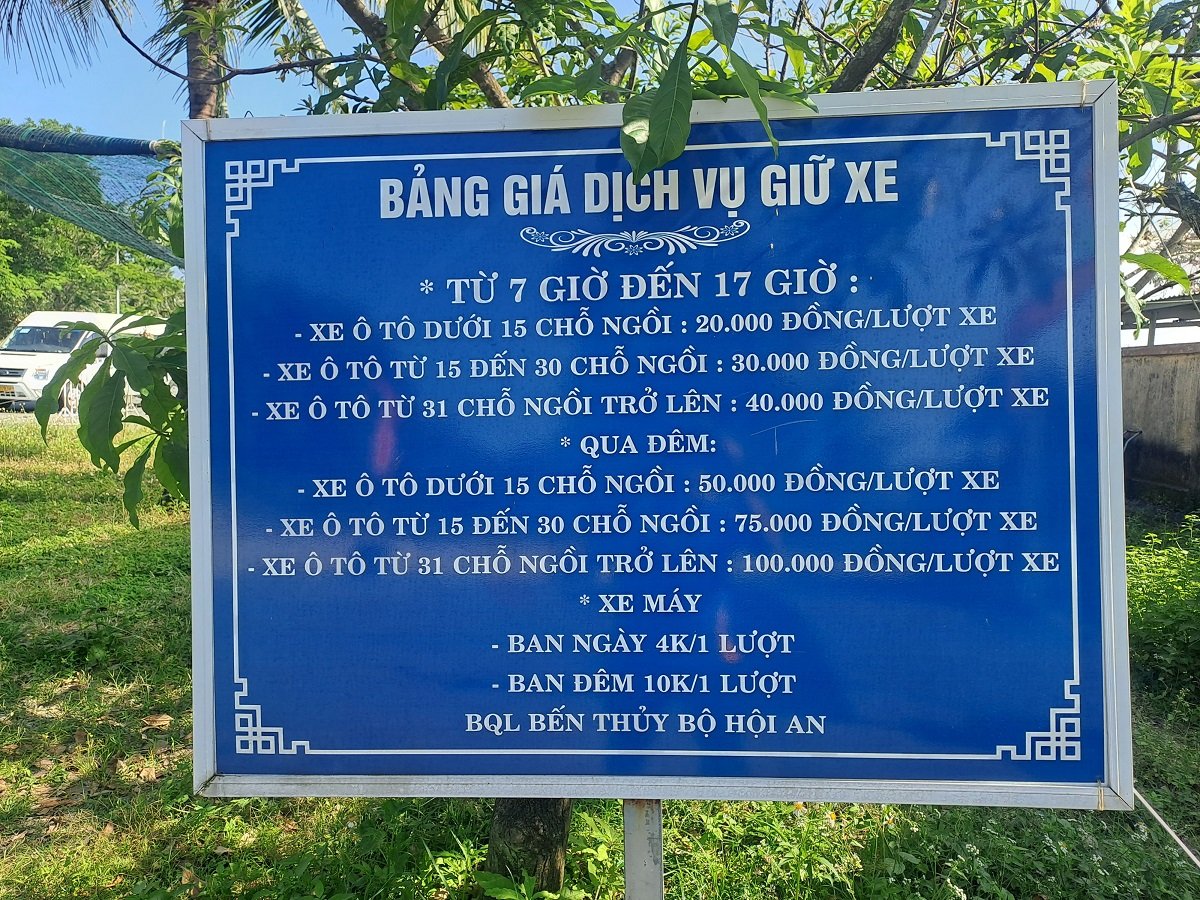 BẢNG GIÁ DỊCH VỤ GIỮ XE
* TỪ 7 GIỜ ĐẾN 17 GIỜ :
- XE Ô TÔ DƯỚI 15 CHỖ NGỒI : 20.000 ĐỒNG/LƯỢT XE
- XE Ô TÔ TỪ 15 ĐẾN 30 CHỖ NGỒI : 30.000 ĐỒNG/LƯỢT XE
- XE Ô TÔ TỪ 31 CHỖ NGỒI TRỞ LÊN : 40.000 ĐỒNG/LƯỢT XE
* QUA ĐÊM:
- XE Ô TÔ DƯỚI 15 CHỖ NGỒI : 50.000 ĐỒNG/LƯỢT XE
- XE Ô TÔ TỪ 15 ĐẾN 30 CHỖ NGỒI : 75.000 ĐỒNG/LƯỢT XE
- XE Ô TÔ TỪ 31 CHỖ NGỒI TRỞ LÊN : 100.000 ĐỒNG/LƯỢT XE
* XE MÁY
- BAN NGÀY 4K/1 LƯỢT
- BAN ĐÊM 10K/1 LƯỢT
BQL BẾN THỦY BỘ HỘI AN